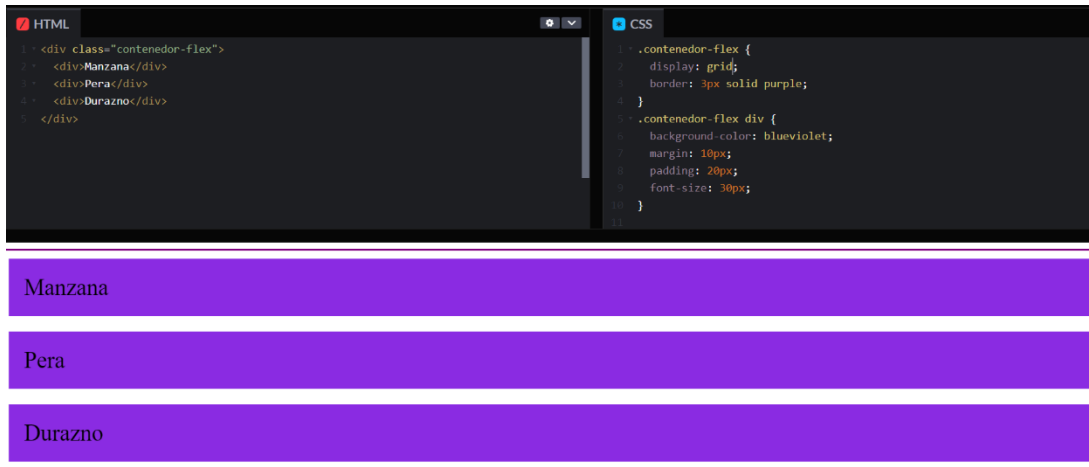 HTML
1 <div class="contenedor-flex">
2 <div>Manzana</div>
3 <div>Pera</div>
4 <div>Durazno</div>
5 </div>
CSS
1 .contenedor-flex {
2 display: grid;
3 border: 3px solid purple;
4 }
5 .contenedor-flex div {
6 background-color: blueviolet;
7 margin: 10px;
8 padding: 20px;
9 font-size: 30px;
10 }
11
Manzana
Pera
Durazno